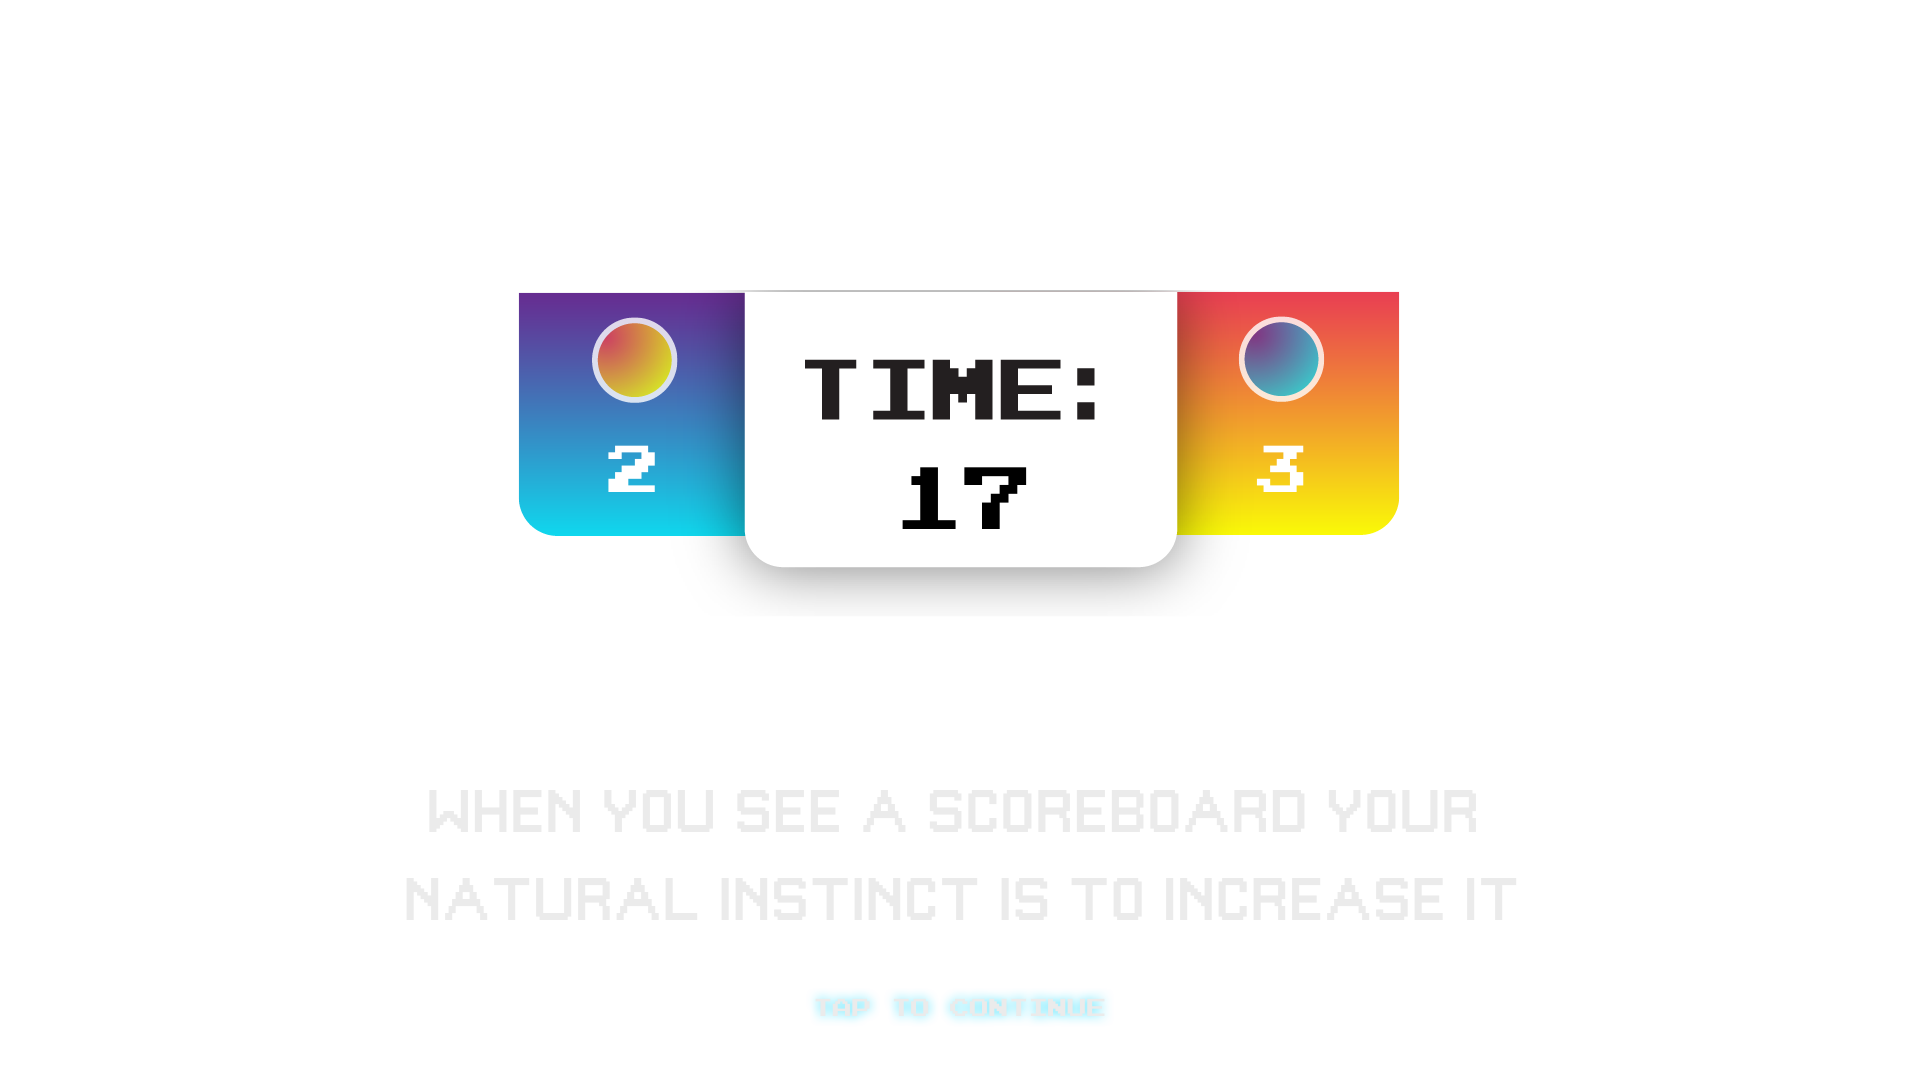 TIME:
2 17 3
WHEN YOU SEE A SCOREBOARD YOUR
NATURAL INSTINCT IS TO INCREASE IT
TAP TO CONTINUE